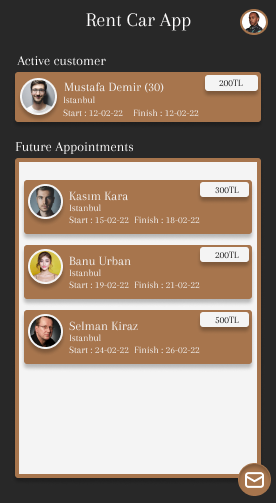 Rent Car App
Active customer
200TL
Mustafa Demir (30)
Istanbul
Start : 12-02-22 Finish : 12-02-22
Future Appointments
300TL
Kasım Kara
Istanbul
Start : 15-02-22 Finish : 18-02-22
200TL
Banu Urban
Istanbul
Start : 19-02-22 Finish : 21-02-22
500TL
Selman Kiraz
Istanbul
Start : 24-02-22 Finish : 26-02-22